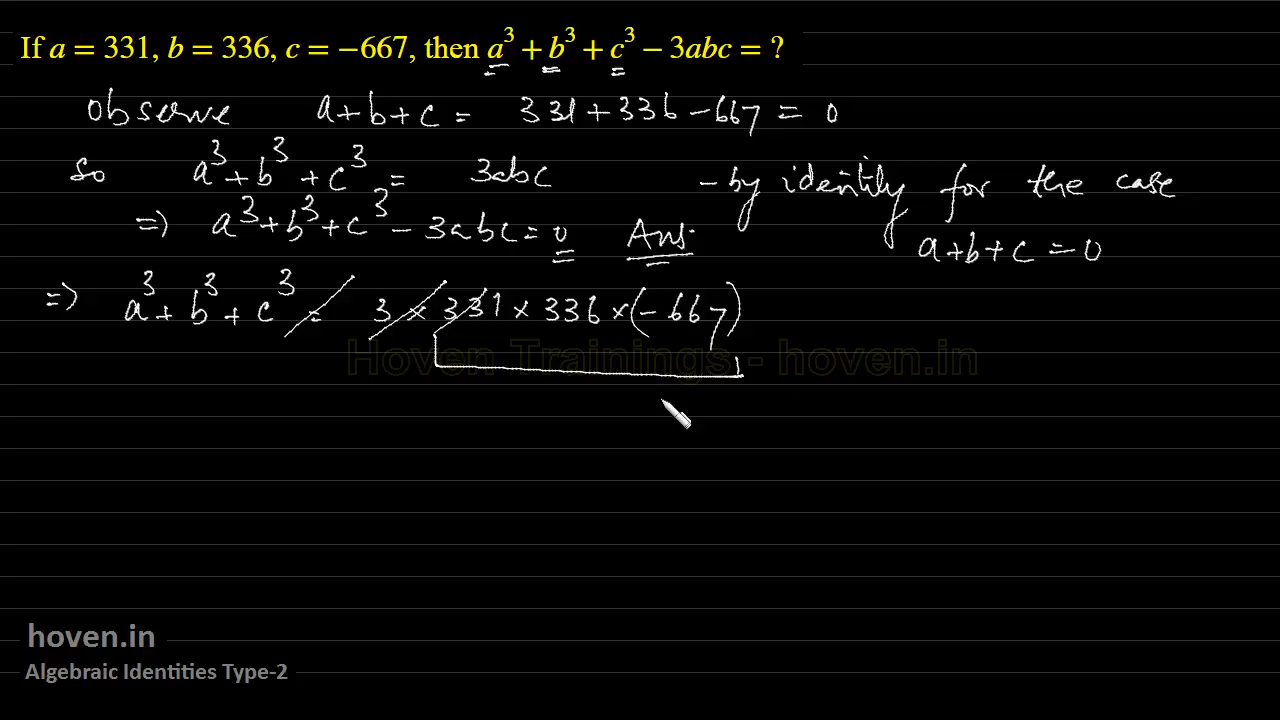 If a = 331, b = 336, c = −667, then a³ + b³ + c³ − 3abc = ?
observe a+b+c = 331+336−667 = 0
so a³+b³+c³ = 3abc – by identity for the case
=) a³+b³+c³ − 3abc = 0 Ans. a+b+c = 0
=) a³+b³+c³ = 3 × 331 × 336 × (−667)
Hoven Trainings - hoven.in
hoven.in
Algebraic Identities Type-2